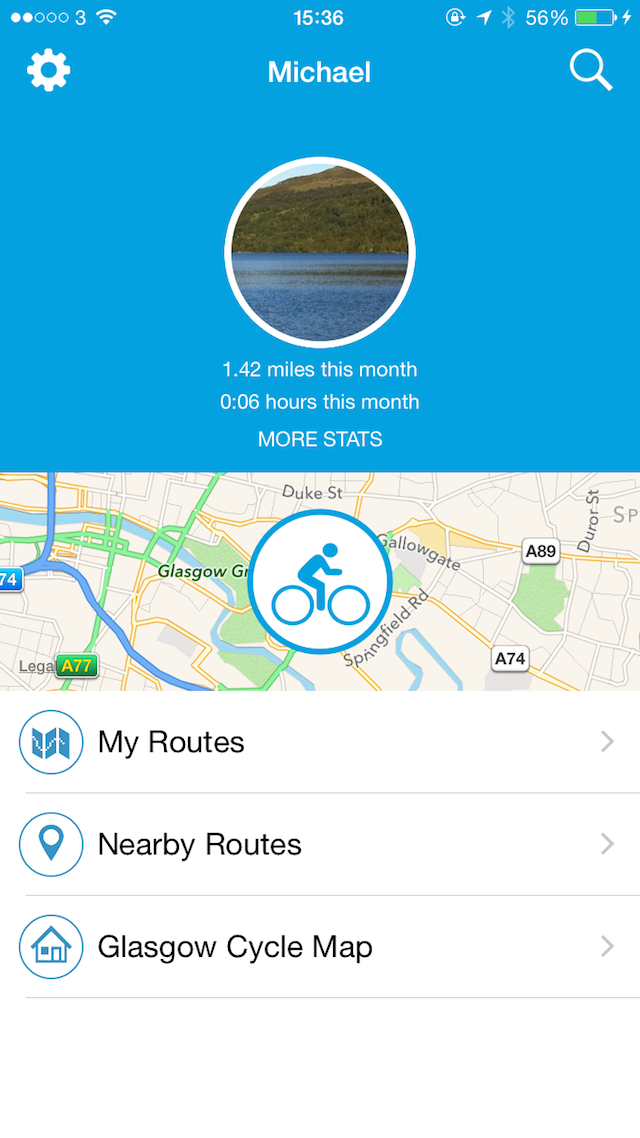 3 15:36 56%
Michael
1.42 miles this month
0:06 hours this month
MORE STATS
Duke St
Duror St
SP
Gallowgate
A89
Glasgow Gr
74
Springfield Rd
A74
Lega
A77
My Routes
Nearby Routes
Glasgow Cycle Map